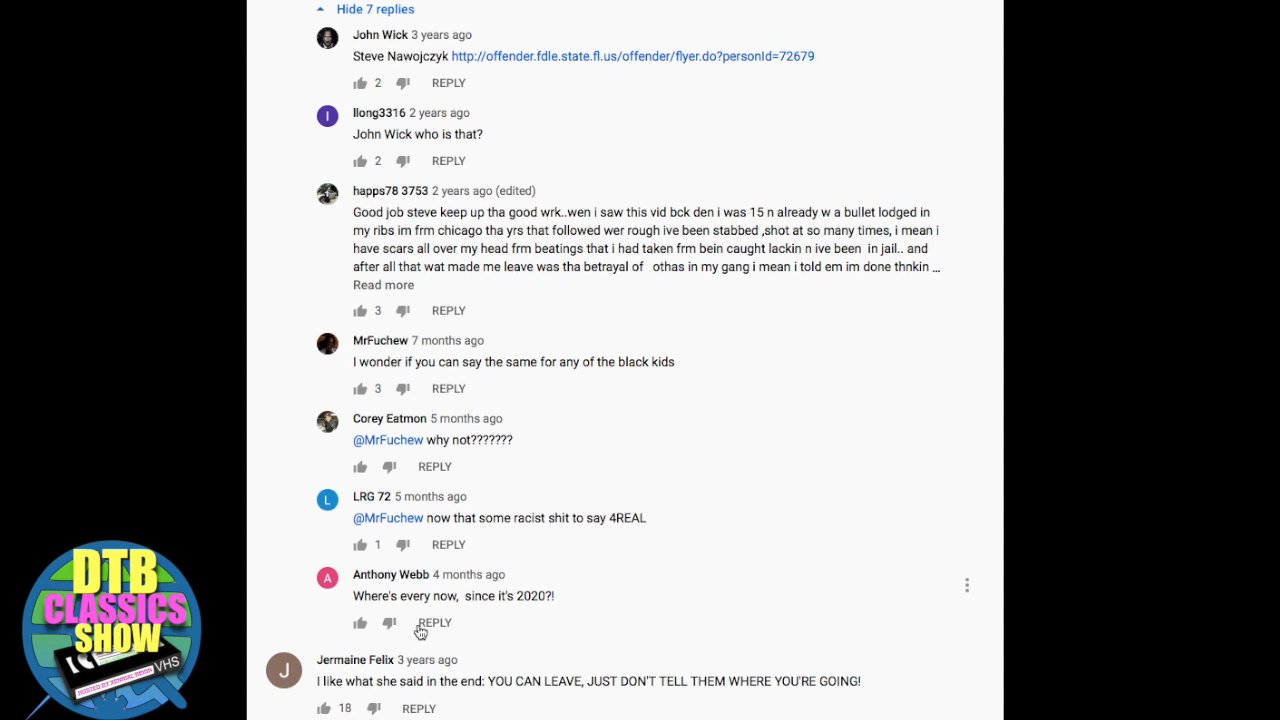 Hide 7 replies
John Wick 3 years ago
Steve Nawojczyk http://offender.fdle.state.fl.us/offender/flyer.do?personId=72679
2 REPLY
I
llong3316 2 years ago
John Wick who is that?
2 REPLY
happs78 3753 2 years ago (edited)
Good job steve keep up tha good wrk..wen i saw this vid bck den i was 15 n already w a bullet lodged in
my ribs im frm chicago tha yrs that followed wer rough ive been stabbed ,shot at so many times, i mean i
have scars all over my head frm beatings that i had taken frm bein caught lackin n ive been in jail.. and
after all that wat made me leave was tha betrayal of othas in my gang i mean i told em im done thnkin ...
Read more
3 REPLY
MrFuchew 7 months ago
I wonder if you can say the same for any of the black kids
3 REPLY
Corey Eatmon 5 months ago
@MrFuchew why not???????
REPLY
L
LRG 72 5 months ago
@MrFuchew now that some racist shit to say 4REAL
1 REPLY
A
Anthony Webb 4 months ago
Where's every now, since it's 2020?!
REPLY
J
Jermaine Felix 3 years ago
I like what she said in the end: YOU CAN LEAVE, JUST DON'T TELL THEM WHERE YOU'RE GOING!
18 REPLY
DTB
CLASSICS
SHOW
VHS
HOSTED BY